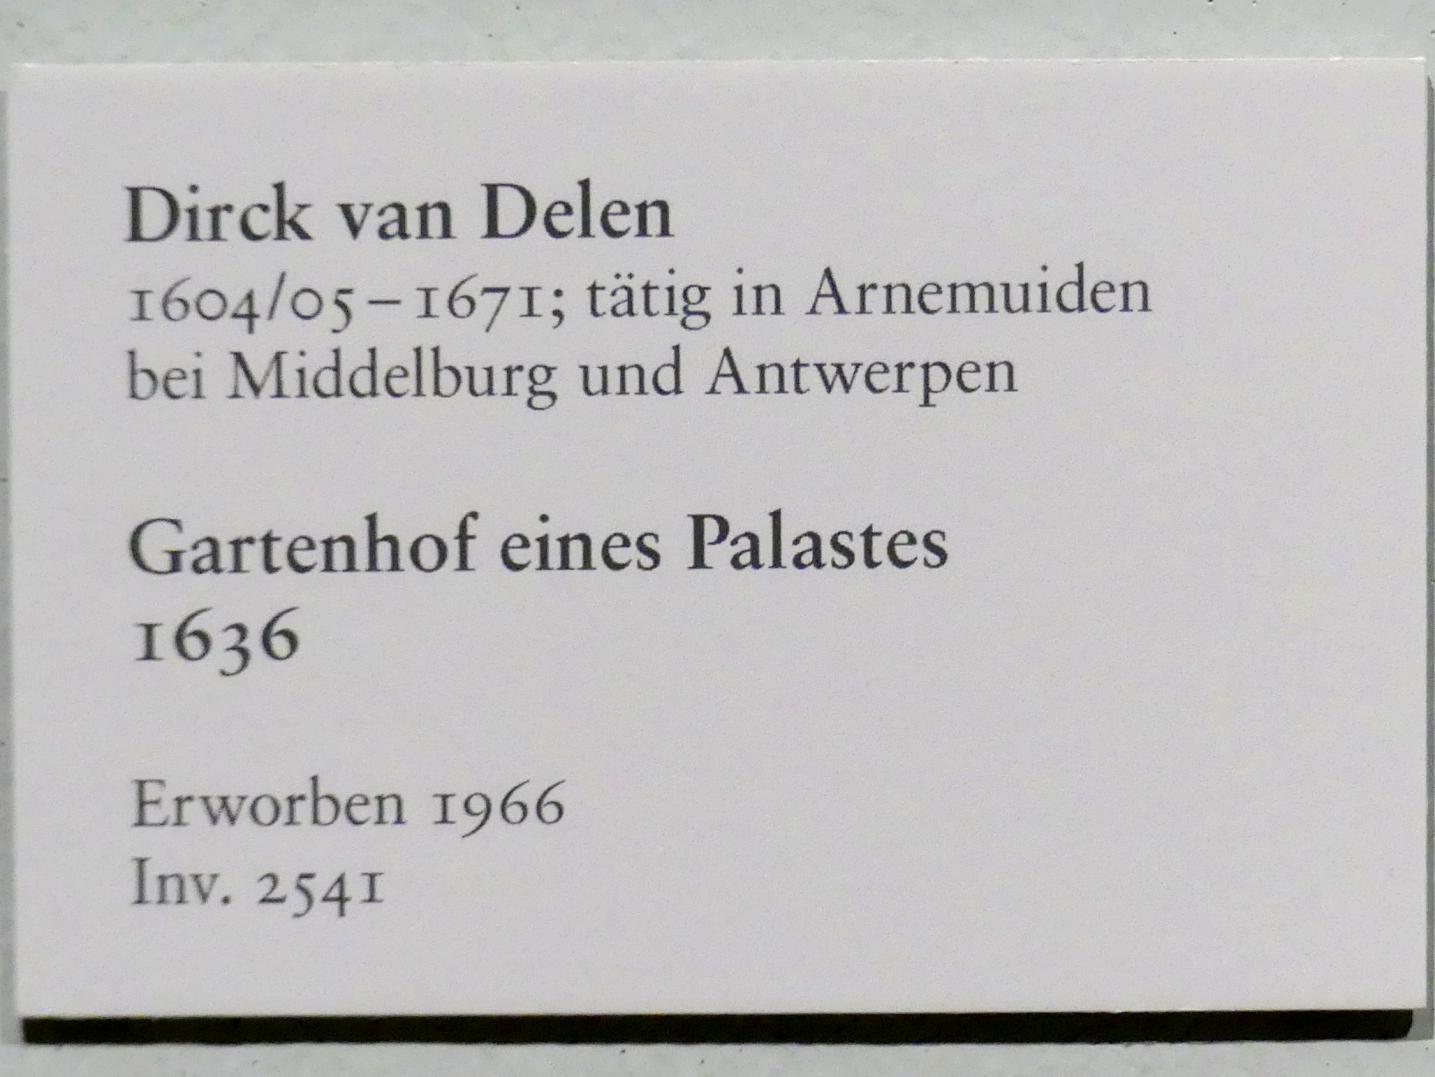 Dirck van Delen
1604/05 – 1671; tätig in Arnemuiden
bei Middelburg und Antwerpen
Gartenhof eines Palastes
1636
Erworben 1966
Inv. 2541